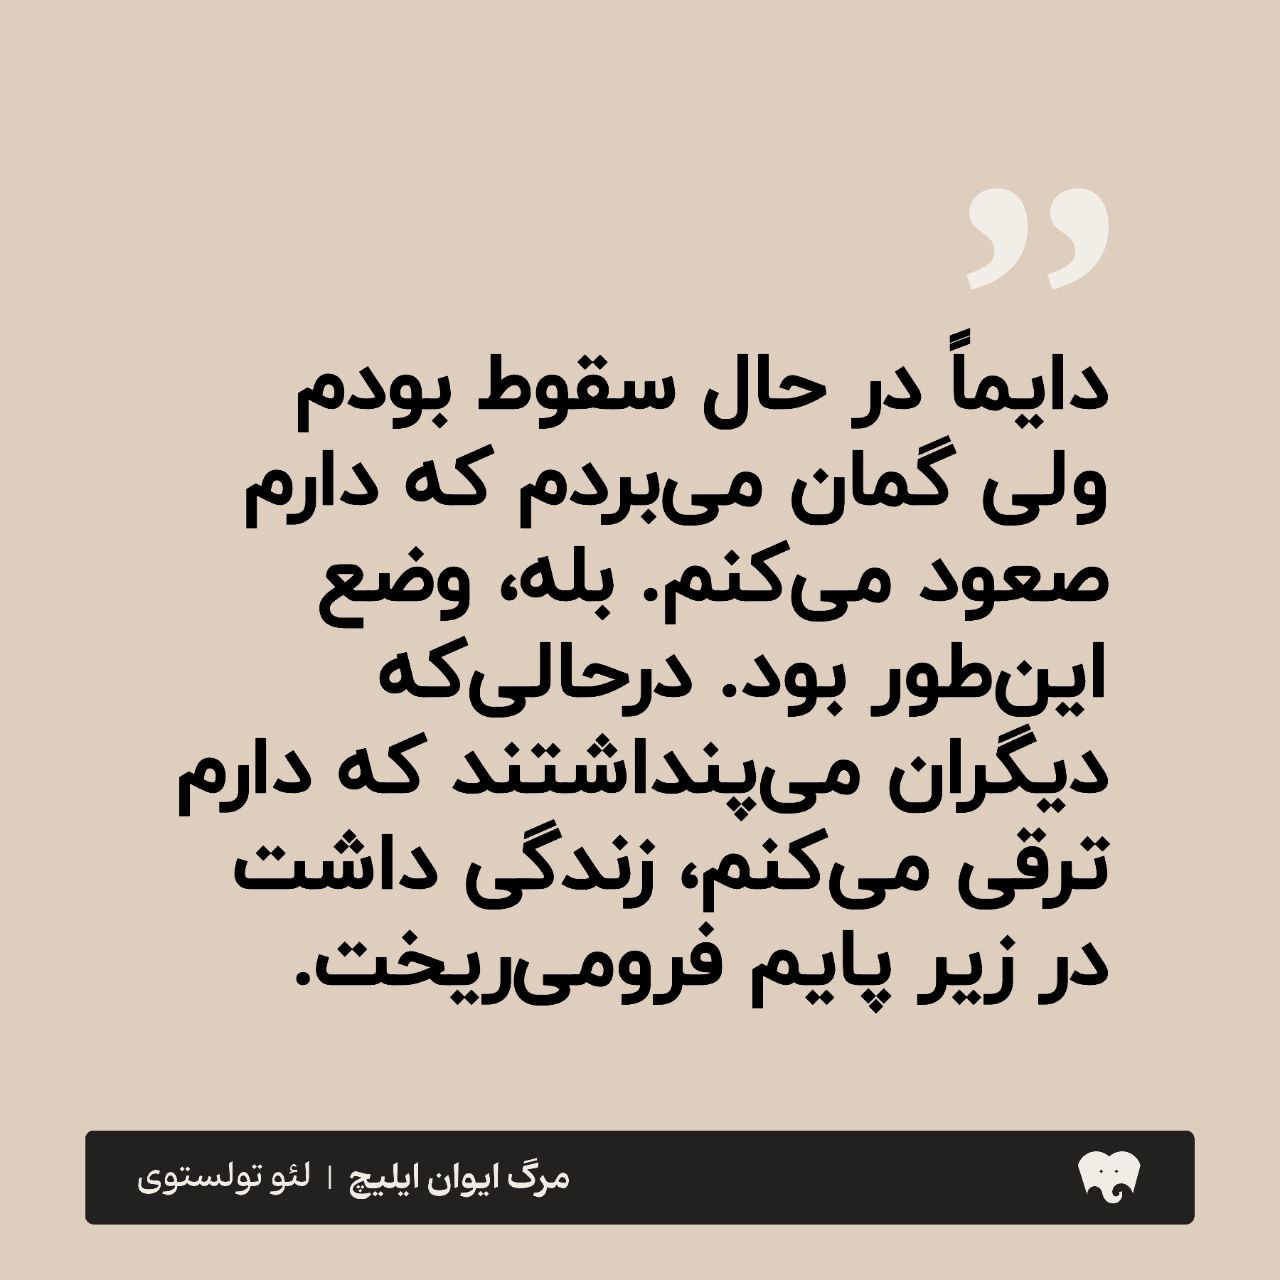 دایماً در حال سقوط بودم
ولی گمان می‌بردم که دارم
صعود می‌کنم. بله، وضع
این‌طور بود. درحالی‌که
دیگران می‌پنداشتند که دارم
ترقی می‌کنم، زندگی داشت
در زیر پایم فرومی‌ریخت.
مرگ ایوان ایلیچ | لئو تولستوی